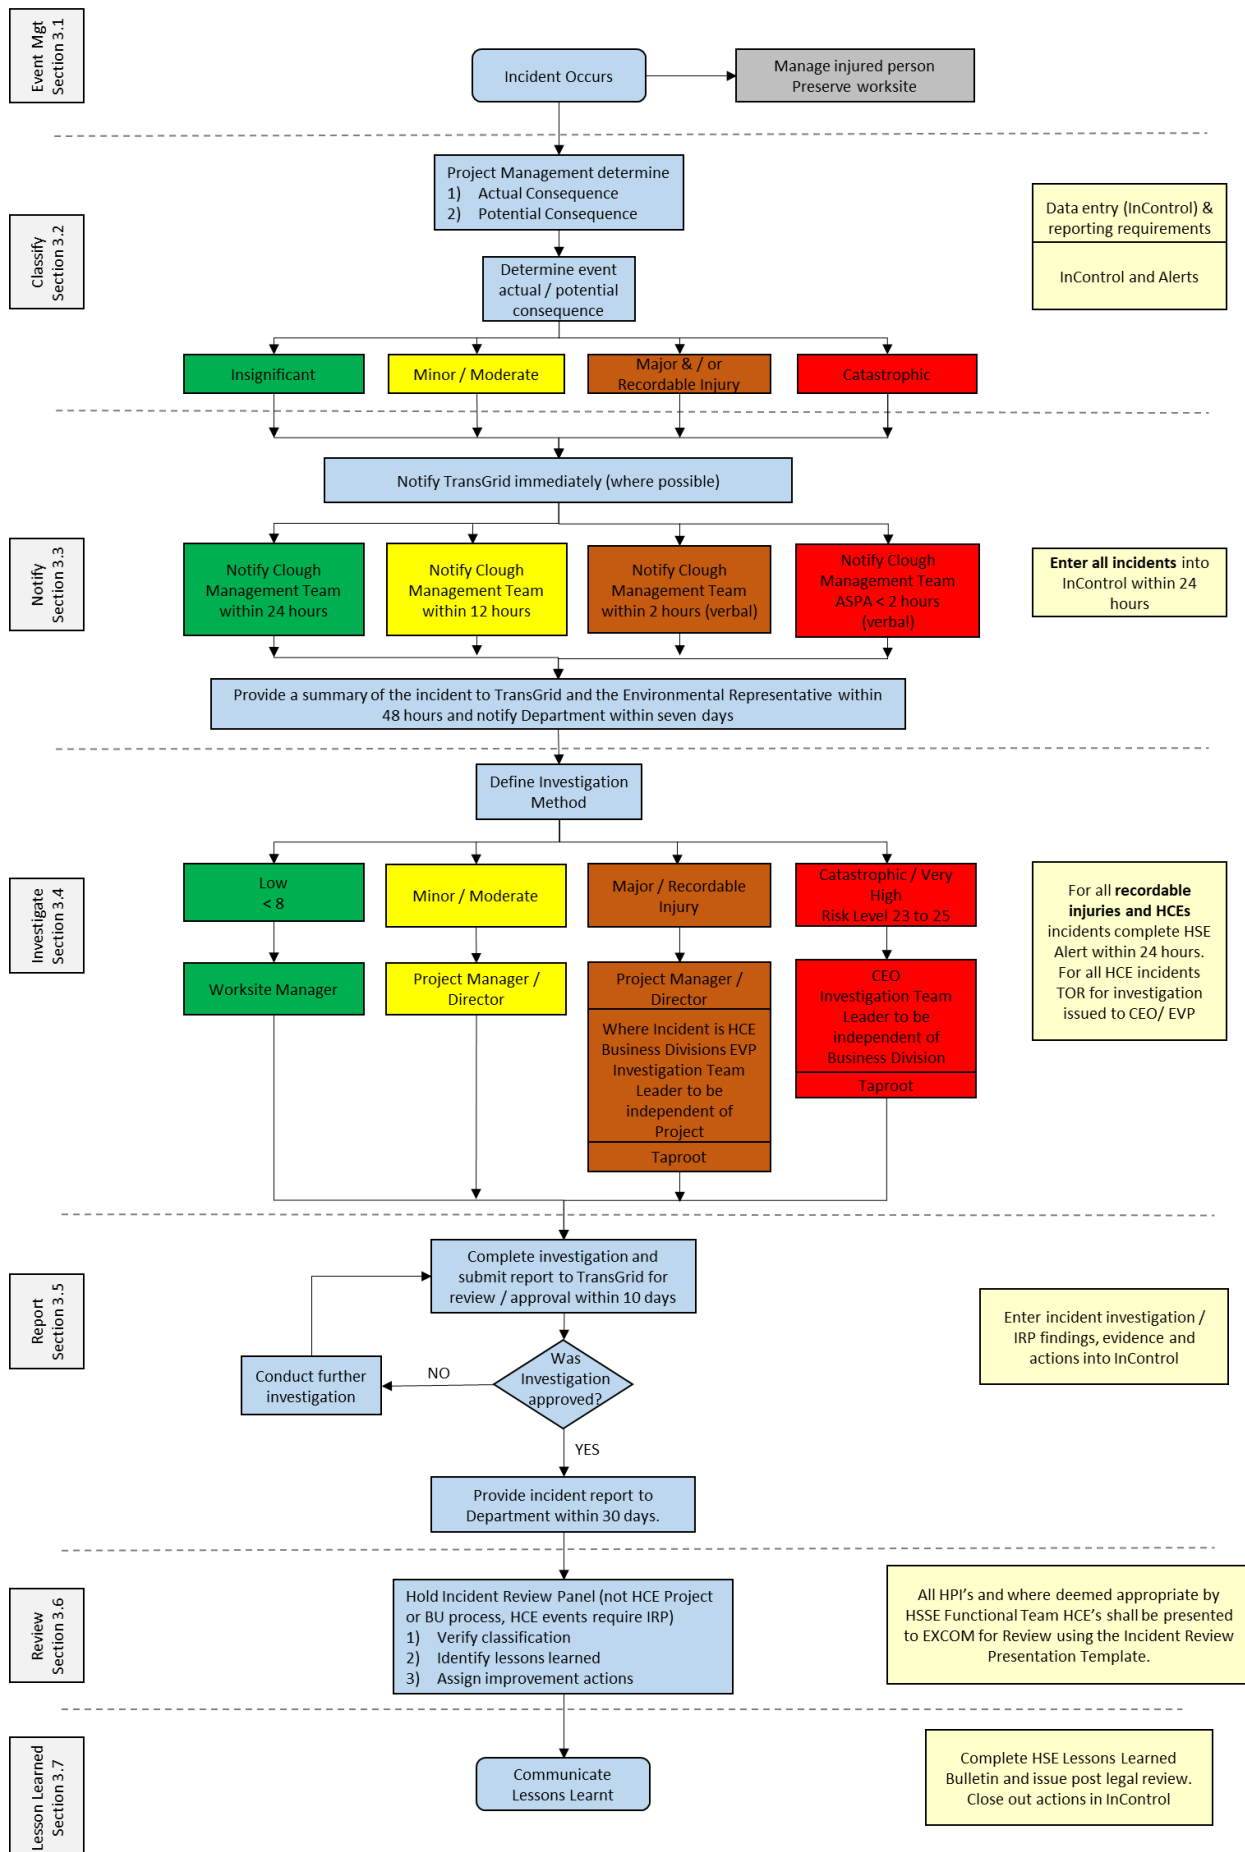 Event Mgt
Section 3.1
Incident Occurs
Manage injured person
Preserve worksite
Classify
Section 3.2
Project Management determine
1) Actual Consequence
2) Potential Consequence
Data entry (InControl) &
reporting requirements
InControl and Alerts
Determine event
actual / potential
consequence
Insignificant
Minor / Moderate
Major & / or
Recordable Injury
Catastrophic
Notify
Section 3.3
Notify TransGrid immediately (where possible)
Notify Clough
Management Team
within 24 hours
Notify Clough
Management Team
within 12 hours
Notify Clough
Management Team
within 2 hours (verbal)
Notify Clough
Management Team
ASPA < 2 hours
(verbal)
Enter all incidents into
InControl within 24
hours
Provide a summary of the incident to TransGrid and the Environmental Representative within
48 hours and notify Department within seven days
Investigate
Section 3.4
Define Investigation
Method
Low
< 8
Minor / Moderate
Major / Recordable
Injury
Catastrophic / Very
High
Risk Level 23 to 25
For all recordable
injuries and HCEs
incidents complete HSE
Alert within 24 hours.
For all HCE incidents
TOR for investigation
issued to CEO/ EVP
Worksite Manager
Project Manager /
Director
Project Manager /
Director
Where Incident is HCE
Business Divisions EVP
Investigation Team
Leader to be
independent of
Project
Taproot
CEO
Investigation Team
Leader to be
independent of
Business Division
Taproot
Report
Section 3.5
Complete investigation and
submit report to TransGrid for
review / approval within 10 days
Enter incident investigation /
IRP findings, evidence and
actions into InControl
Was
Investigation
approved?
NO
Conduct further
investigation
YES
Provide incident report to
Department within 30 days.
Review
Section 3.6
Hold Incident Review Panel (not HCE Project
or BU process, HCE events require IRP)
1) Verify classification
2) Identify lessons learned
3) Assign improvement actions
All HPI's and where deemed appropriate by
HSSE Functional Team HCE's shall be presented
to EXCOM for Review using the Incident Review
Presentation Template.
Lesson Learned
Section 3.7
Communicate
Lessons Learnt
Complete HSE Lessons Learned
Bulletin and issue post legal review.
Close out actions in InControl